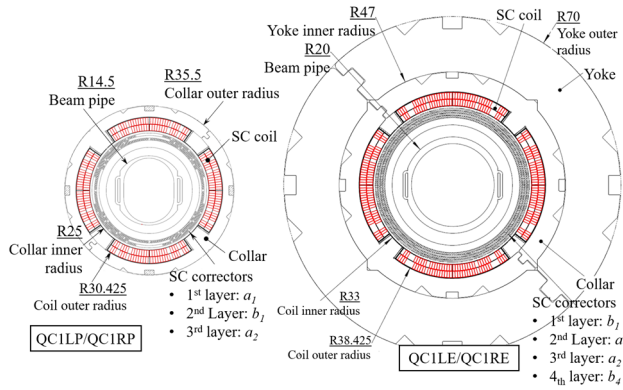 R14.5
Beam pipe
R35.5
Collar outer radius
SC coil
R25
Collar inner
radius
R30.425
Coil outer radius
Collar
SC correctors
• 1st layer: a1
• 2nd Layer: b1
• 3rd layer: a2
QC1LP/QC1RP
R47
Yoke inner radius
R20
Beam pipe
SC coil
R70
Yoke outer
radius
Yoke
R33
Coil inner radius
R38.425
Coil outer radius
Collar
SC correctors
• 1st layer: b1
• 2nd Layer: a
• 3rd layer: a2
• 4th layer: b4
QC1LE/QC1RE